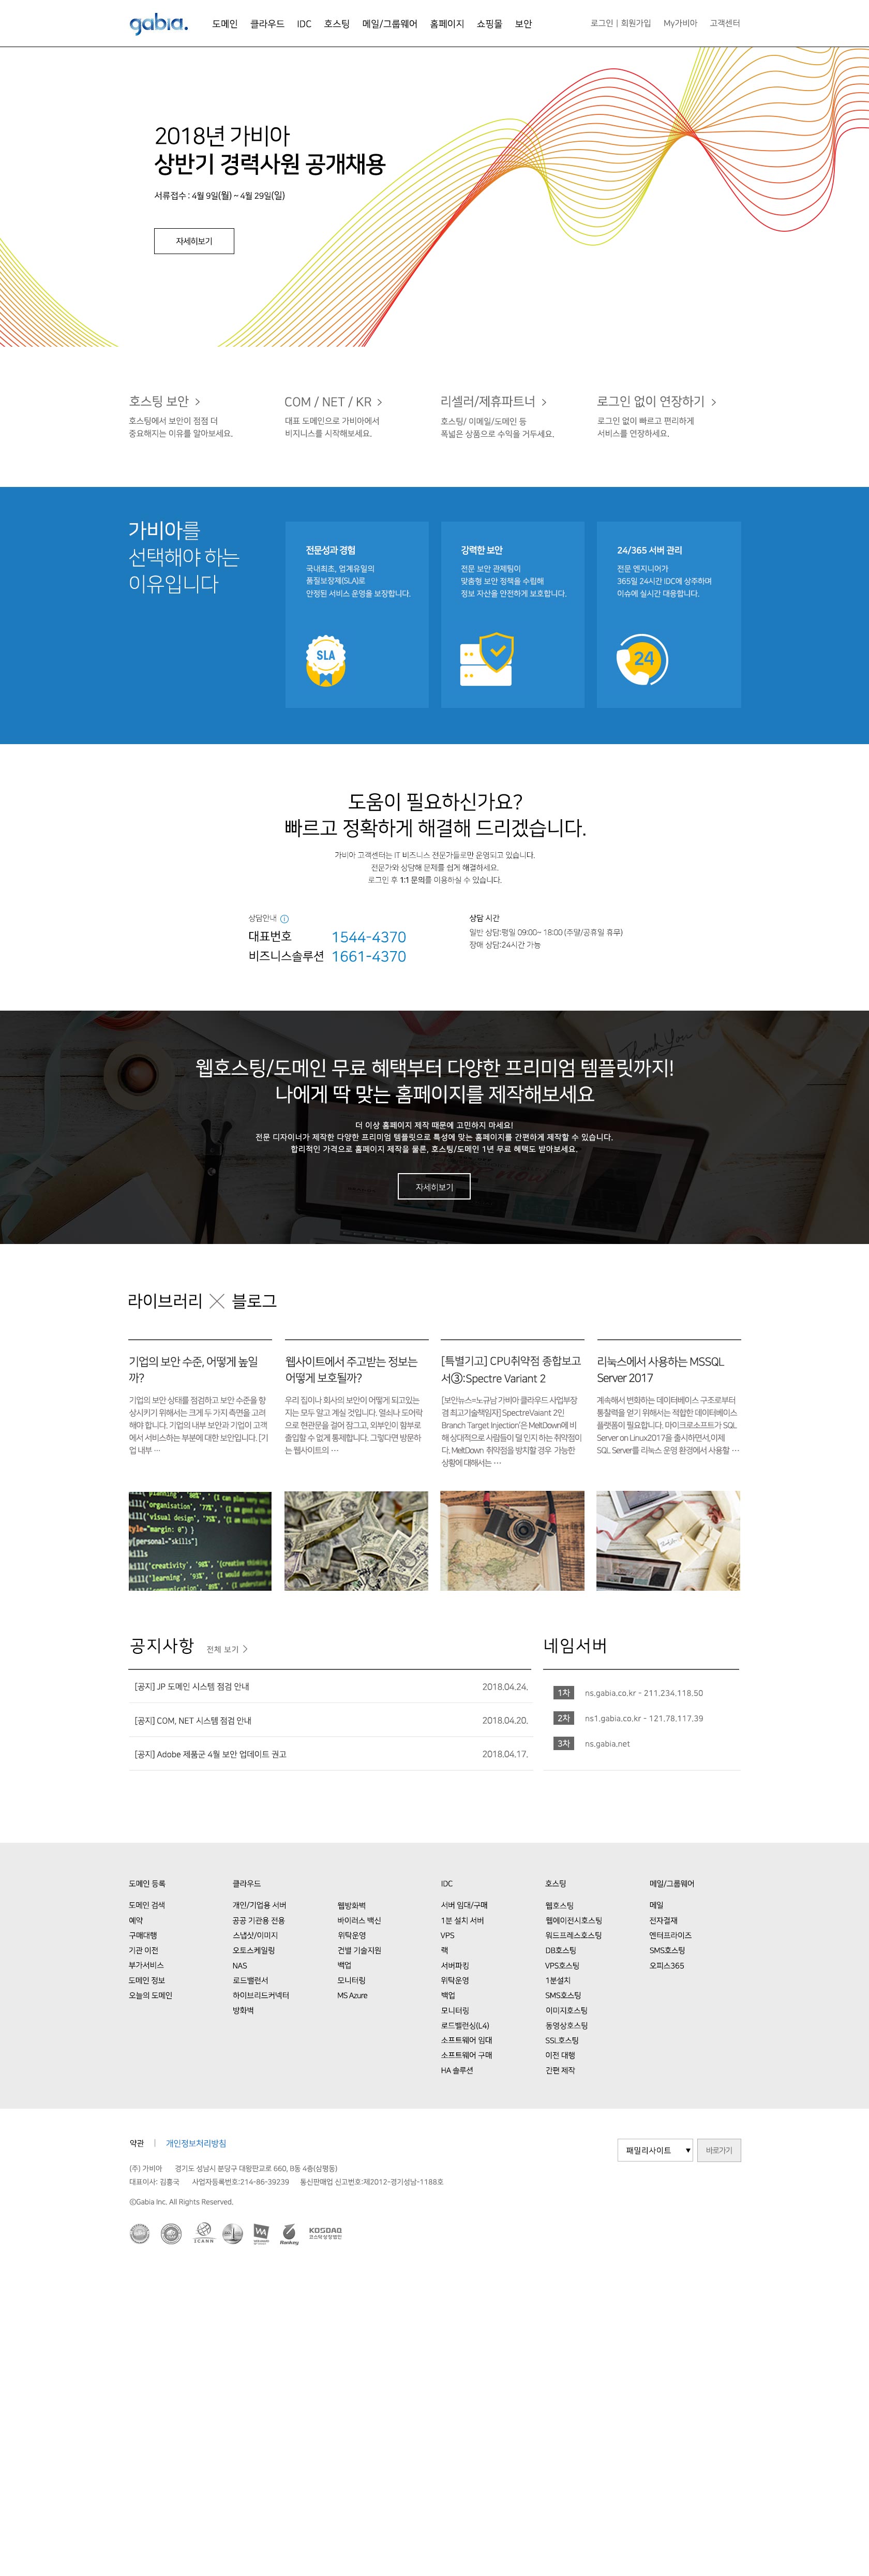 gabia.
도메인 클라우드 IDC 호스팅 메일/그룹웨어 홈페이지 쇼핑몰 보안
로그인 | 회원가입 My가비아 고객센터
2018년 가비아
상반기 경력사원 공개채용
서류접수 : 4월 9일(월) ~ 4월 29일(일)
자세히보기
호스팅 보안 >
호스팅에서 보안이 점점 더
중요해지는 이유를 알아보세요.
COM / NET / KR >
대표 도메인으로 가비아에서
비지니스를 시작해보세요.
리셀러/제휴파트너 >
호스팅/ 이메일/도메인 등
폭넓은 상품으로 수익을 거두세요.
로그인 없이 연장하기 >
로그인 없이 빠르고 편리하게
서비스를 연장하세요.
가비아를
선택해야 하는
이유입니다
전문성과 경험
국내최초, 업계유일의
품질보장제(SLA)로
안정된 서비스 운영을 보장합니다.
SLA
강력한 보안
전문 보안 관제팀이
맞춤형 보안 정책을 수립해
정보 자산을 안전하게 보호합니다.
24/365 서버 관리
전문 엔지니어가
365일 24시간 IDC에 상주하며
이슈에 실시간 대응합니다.
24
도움이 필요하신가요?
빠르고 정확하게 해결해 드리겠습니다.
가비아 고객센터는 IT 비즈니스 전문가들로만 운영되고 있습니다.
전문가와 상담해 문제를 쉽게 해결하세요.
로그인 후 1:1 문의를 이용하실 수 있습니다.
상담안내
대표번호 1544-4370
비즈니스솔루션 1661-4370
상담 시간
일반 상담:평일 09:00~ 18:00 (주말/공휴일 휴무)
장애 상담:24시간 가능
Thank You
웹호스팅/도메인 무료 혜택부터 다양한 프리미엄 템플릿까지!
나에게 딱 맞는 홈페이지를 제작해보세요
더 이상 홈페이지 제작 때문에 고민하지 마세요!
전문 디자이너가 제작한 다양한 프리미엄 템플릿으로 특성에 맞는 홈페이지를 간편하게 제작할 수 있습니다.
합리적인 가격으로 홈페이지 제작을 물론, 호스팅/도메인 1년 무료 혜택도 받아보세요.
자세히보기
라이브러리 X 블로그
기업의 보안 수준, 어떻게 높일
까?
기업의 보안 상태를 점검하고 보안 수준을 향
상시키기 위해서는 크게 두 가지 측면을 고려
해야 합니다. 기업의 내부 보안과 기업이 고객
에서 서비스하는 부분에 대한 보안입니다. [기
업 내부 ···
웹사이트에서 주고받는 정보는
어떻게 보호될까?
우리 집이나 회사의 보안이 어떻게 되고있는
지는 모두 알고 계실 것입니다. 열쇠나 도어락
으로 현관문을 걸어 잠그고, 외부인이 함부로
출입할 수 없게 통제합니다. 그렇다면 방문하
는 웹사이트의 ···
[특별기고] CPU취약점 종합보고
서③:Spectre Variant 2
[보안뉴스=노규남 가비아 클라우드 사업부장
겸 최고기술책임자] Spectre Vaiant 2인
Branch Target Injection'은 MeltDown에 비
해 상대적으로 사람들이 덜 인지 하는 취약점이
다. MeltDown 취약점을 방치할 경우 가능한
상황에 대해서는 ···
리눅스에서 사용하는 MSSQL
Server 2017
계속해서 변화하는 데이터베이스 구조로부터
통찰력을 얻기 위해서는 적합한 데이터베이스
플랫폼이 필요합니다. 마이크로소프트가 SQL
Server on Linux2017을 출시하면서,이제
SQL Server를 리눅스 운영 환경에서 사용할 ···
공지사항 전체 보기 >
[공지] JP 도메인 시스템 점검 안내 2018.04.24.
[공지] COM, NET 시스템 점검 안내 2018.04.20.
[공지] Adobe 제품군 4월 보안 업데이트 권고 2018.04.17.
네임서버
1차 ns.gabia.co.kr - 211.234.118.50
2차 ns1.gabia.co.kr - 121.78.117.39
3차 ns.gabia.net
도메인 등록
도메인 검색
예약
구매대행
기관 이전
부가서비스
도메인 정보
오늘의 도메인
클라우드
개인/기업용 서버
공공 기관용 전용
스냅샷/이미지
오토스케일링
NAS
로드밸런서
하이브리드커넥터
방화벽
웹방화벽
바이러스 백신
위탁운영
건별 기술지원
백업
모니터링
MS Azure
IDC
서버 임대/구매
1분 설치 서버
VPS
랙
서버파킹
위탁운영
백업
모니터링
로드밸런싱(L4)
소프트웨어 임대
소프트웨어 구매
HA 솔루션
호스팅
웹호스팅
웹에이전시호스팅
워드프레스호스팅
DB호스팅
VPS호스팅
1분설치
SMS호스팅
이미지호스팅
동영상호스팅
SSL호스팅
이전 대행
긴편 제작
메일/그룹웨어
메일
전자결재
엔터프라이즈
SMS호스팅
오피스365
약관 | 개인정보처리방침
패밀리사이트 ▼ 바로가기
(주) 가비아 경기도 성남시 분당구 대왕판교로 660, B동 4층(삼평동)
대표이사: 김홍국 사업자등록번호:214-86-39239 통신판매업 신고번호:제2012-경기성남-1188호
ⓒGabia Inc. All Rights Reserved.
ICANN
Rankey
KOSDAQ
코스닥상장법인